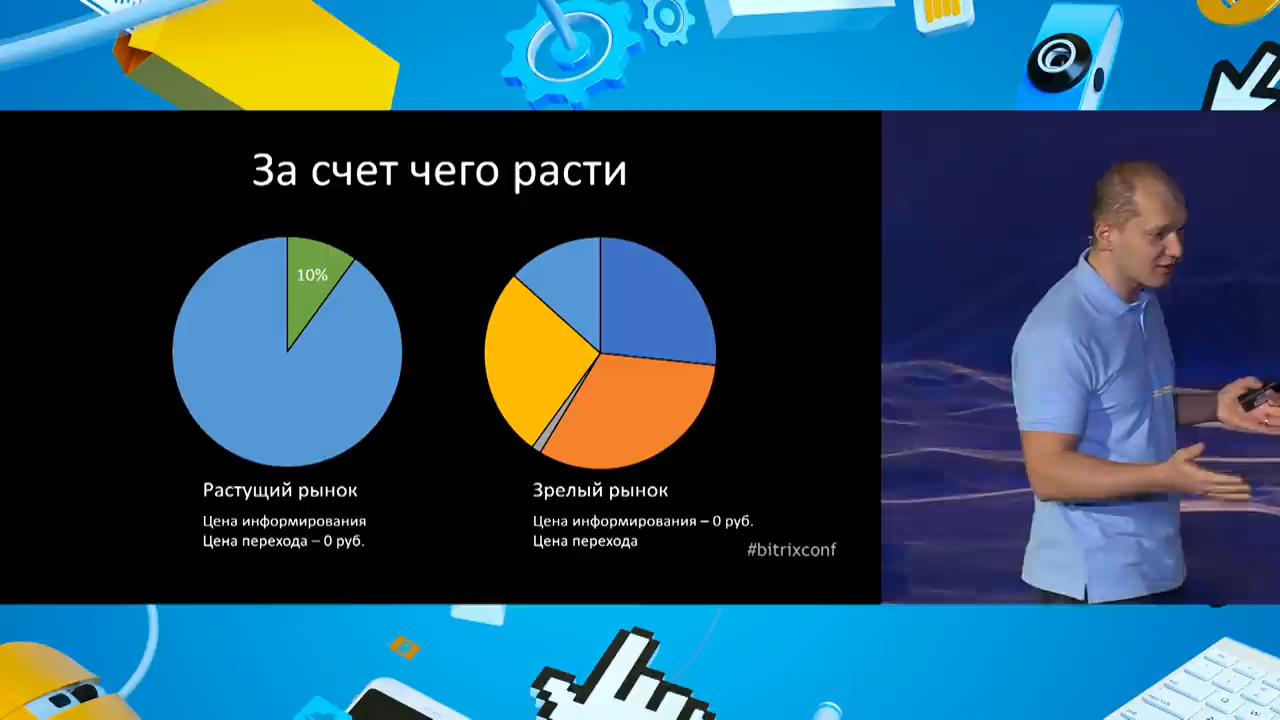 За счет чего расти
10%
Растущий рынок
Цена информирования
Цена перехода – 0 руб.
Зрелый рынок
Цена информирования – 0 руб.
Цена перехода
#bitrixconf